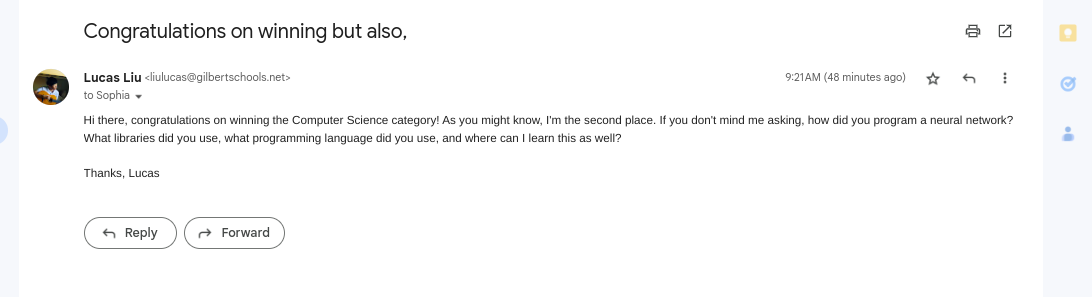 Congratulations on winning but also,
Lucas Liu <liulucas@gilbertschools.net>
9:21 AM (48 minutes ago)
to Sophia
Hi there, congratulations on winning the Computer Science category! As you might know, I'm the second place. If you don't mind me asking, how did you program a neural network?
What libraries did you use, what programming language did you use, and where can I learn this as well?
Thanks, Lucas
Reply
Forward